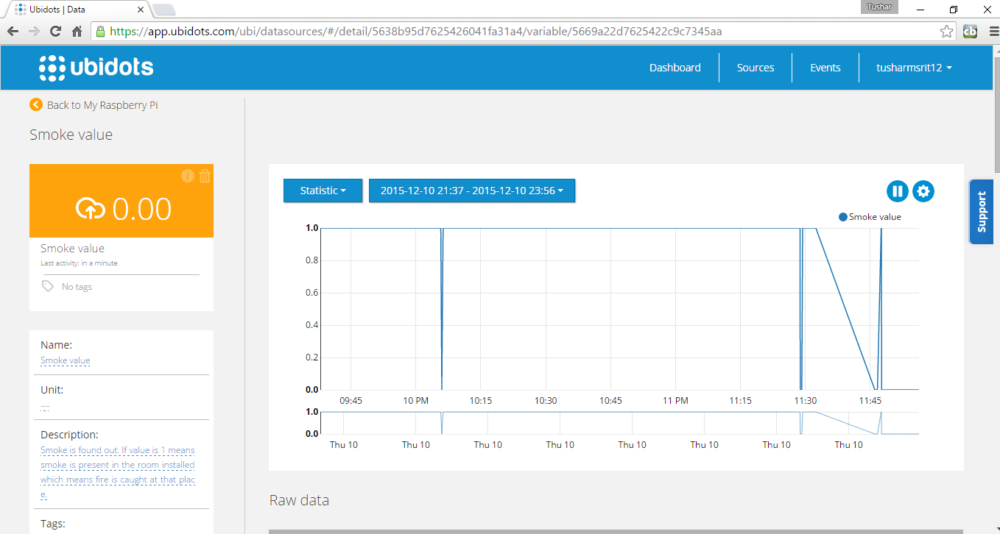 Ubidots | Data
Tushar
https://app.ubidots.com/ubi/datasources/#/detail/5638b95d7625426041fa31a4/variable/5669a22d7625422c9c7345aa
cb
ubidots
Dashboard
Sources
Events
tusharmsrit12
Back to My Raspberry Pi
Smoke value
0.00
Smoke value
Last activity: in a minute
No tags
Name:
Smoke value
Unit:
---
Description:
Smoke is found out. If value is 1 means
smoke is present in the room installed
which means fire is caught at that plac
e.
Tags:
Statistic
2015-12-10 21:37 - 2015-12-10 23:56
Smoke value
1.0
0.8
0.6
0.4
0.2
0.0
09:45 10 PM 10:15 10:30 10:45 11 PM 11:15 11:30 11:45
1.0
0.0
Thu 10 Thu 10 Thu 10 Thu 10 Thu 10 Thu 10 Thu 10 Thu 10
Raw data
Support